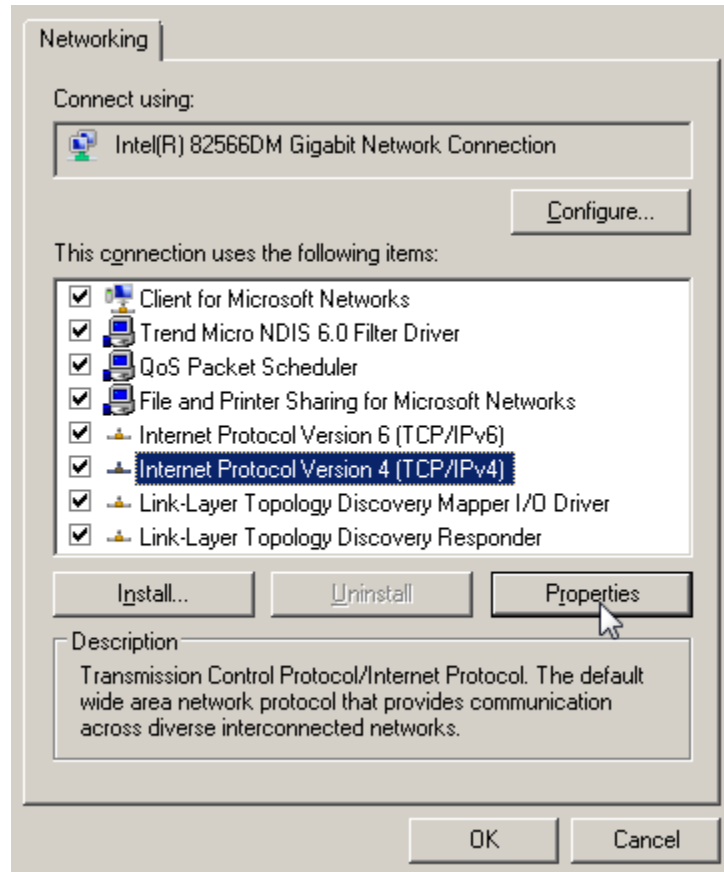 Networking
Connect using:
Intel(R) 82566DM Gigabit Network Connection
Configure...
This connection uses the following items:
Client for Microsoft Networks
Trend Micro NDIS 6.0 Filter Driver
QoS Packet Scheduler
File and Printer Sharing for Microsoft Networks
Internet Protocol Version 6 (TCP/IPv6)
Internet Protocol Version 4 (TCP/IPv4)
Link-Layer Topology Discovery Mapper I/O Driver
Link-Layer Topology Discovery Responder
Install... Uninstall Properties
Description
Transmission Control Protocol/Internet Protocol. The default
wide area network protocol that provides communication
across diverse interconnected networks.
OK Cancel